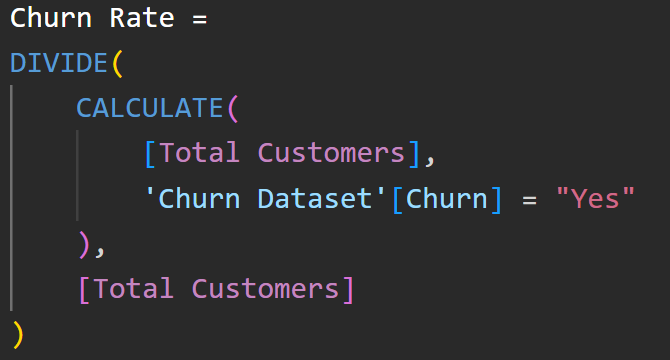 Churn Rate =
DIVIDE(
    CALCULATE(
        [Total Customers],
        'Churn Dataset'[Churn] = "Yes"
    ),
    [Total Customers]
)